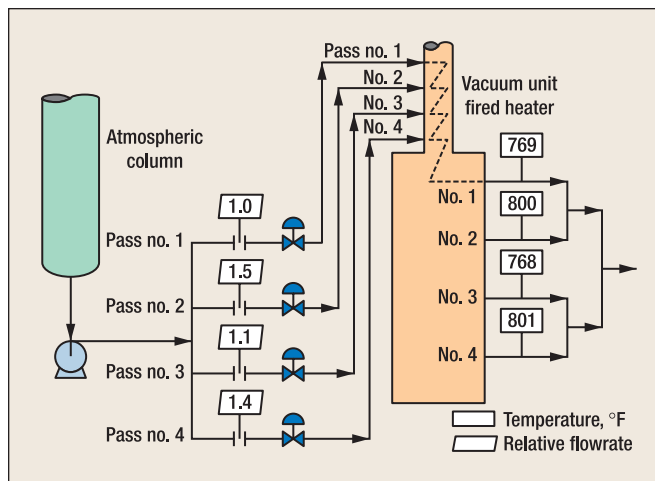 Pass no. 1
No. 2
No. 3
No. 4
Vacuum unit
fired heater
Atmospheric
column
769
No. 1
800
No. 2
768
No. 3
801
No. 4
1.0
Pass no. 1
1.5
Pass no. 2
1.1
Pass no. 3
1.4
Pass no. 4
Temperature, °F
Relative flowrate